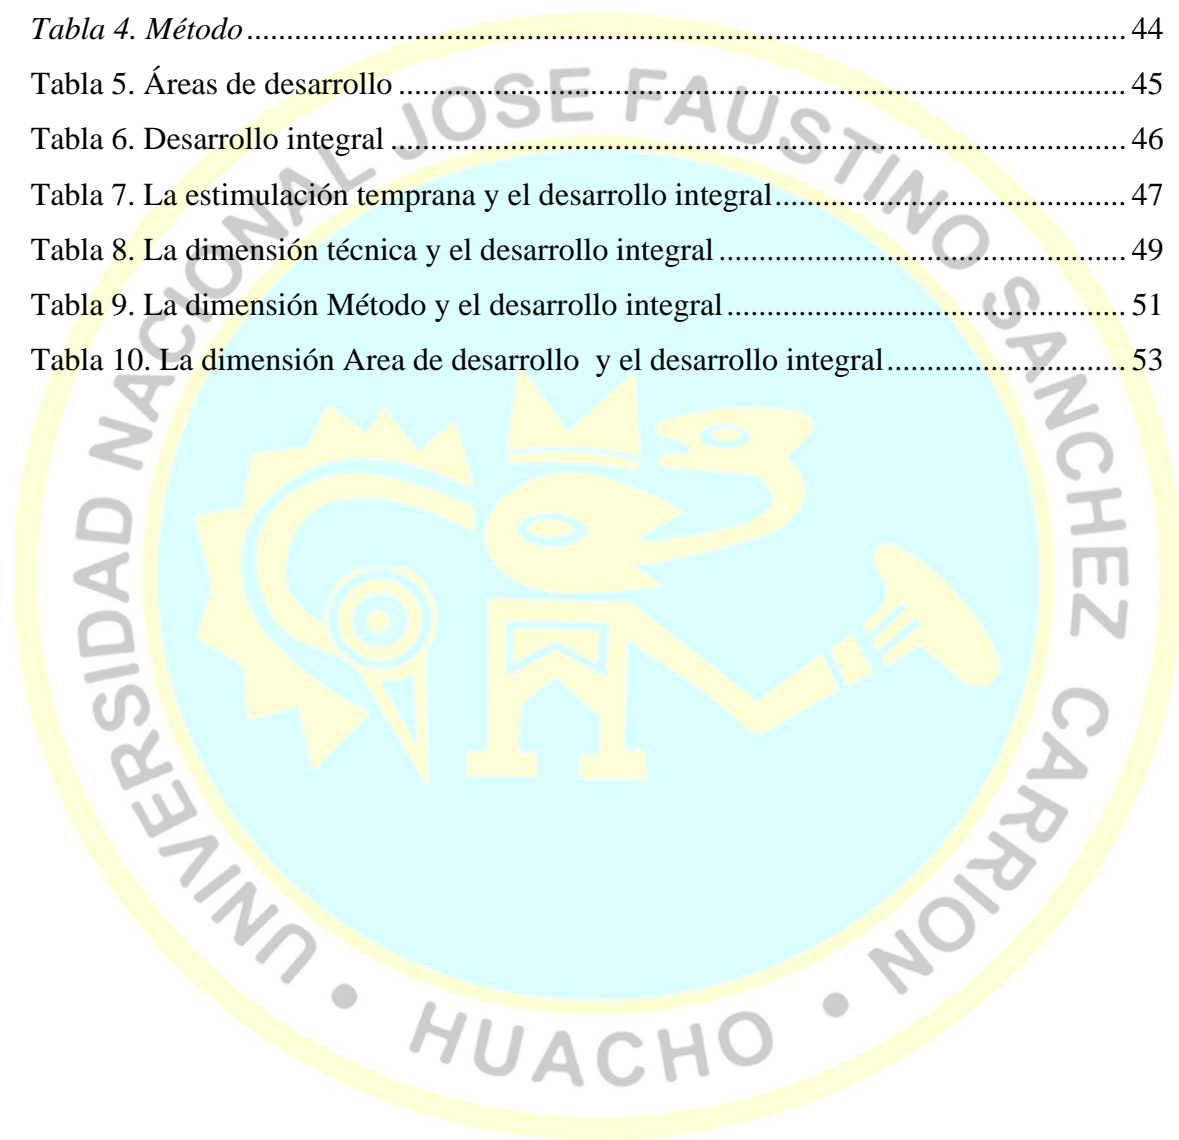 Tabla 4. Método ........................................................................................................ 44
Tabla 5. Áreas de desarrollo ........................................................................................... 45
Tabla 6. Desarrollo integral ............................................................................................ 46
Tabla 7. La estimulación temprana y el desarrollo integral ............................................ 47
Tabla 8. La dimensión técnica y el desarrollo integral ................................................... 49
Tabla 9. La dimensión Método y el desarrollo integral .................................................. 51
Tabla 10. La dimensión Area de desarrollo  y el desarrollo integral .............................. 53
UNIVERSIDAD NACIONAL JOSE FAUSTINO SANCHEZ CARRION
• HUACHO •